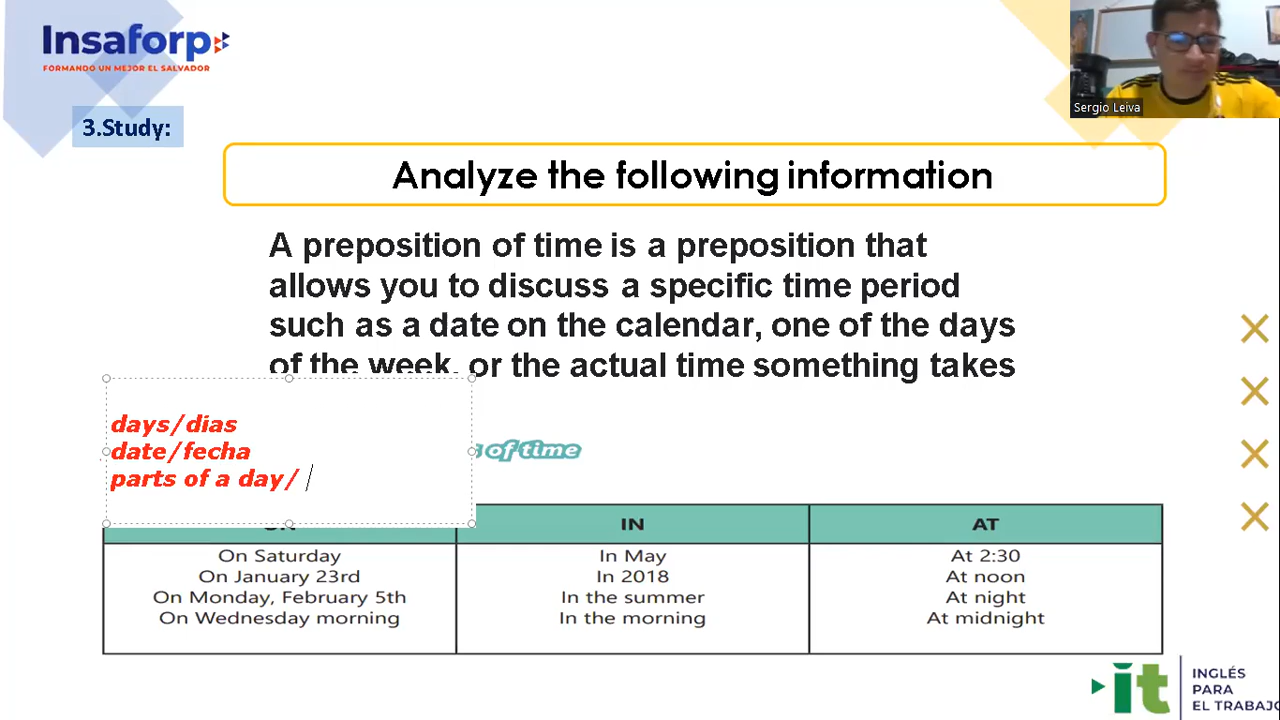 Insaforp
FORMANDO UN MEJOR EL SALVADOR
Sergio Leiva
3.Study:
Analyze the following information
A preposition of time is a preposition that
allows you to discuss a specific time period
such as a date on the calendar, one of the days
of the week, or the actual time something takes
days/dias
date/fecha
parts of a day/
of time
IN
AT
On Saturday
In May
At 2:30
On January 23rd
In 2018
At noon
On Monday, February 5th
In the summer
At night
On Wednesday morning
In the morning
At midnight
it
INGLÉS
PARA
EL TRABAJO